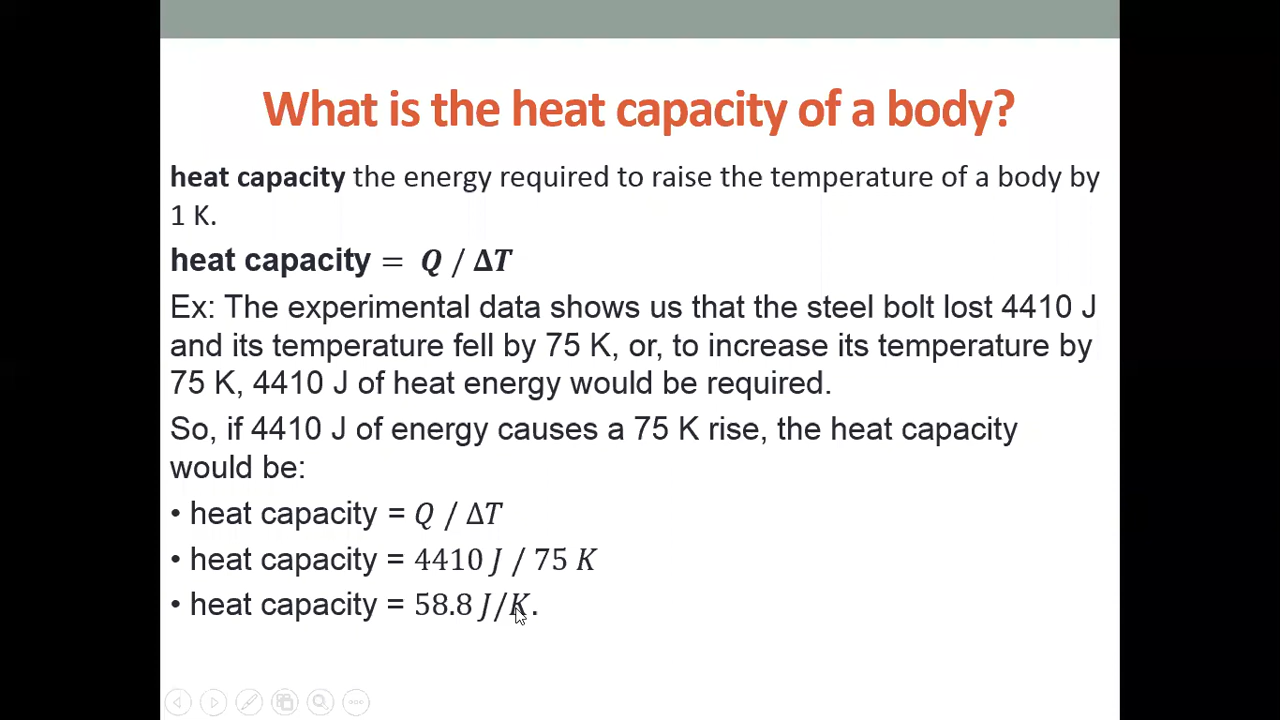 What is the heat capacity of a body?
heat capacity the energy required to raise the temperature of a body by
1 K.
heat capacity = Q / ΔT
Ex: The experimental data shows us that the steel bolt lost 4410 J
and its temperature fell by 75 K, or, to increase its temperature by
75 K, 4410 J of heat energy would be required.
So, if 4410 J of energy causes a 75 K rise, the heat capacity
would be:
• heat capacity = Q / ΔT
• heat capacity = 4410 J / 75 K
• heat capacity = 58.8 J/K.